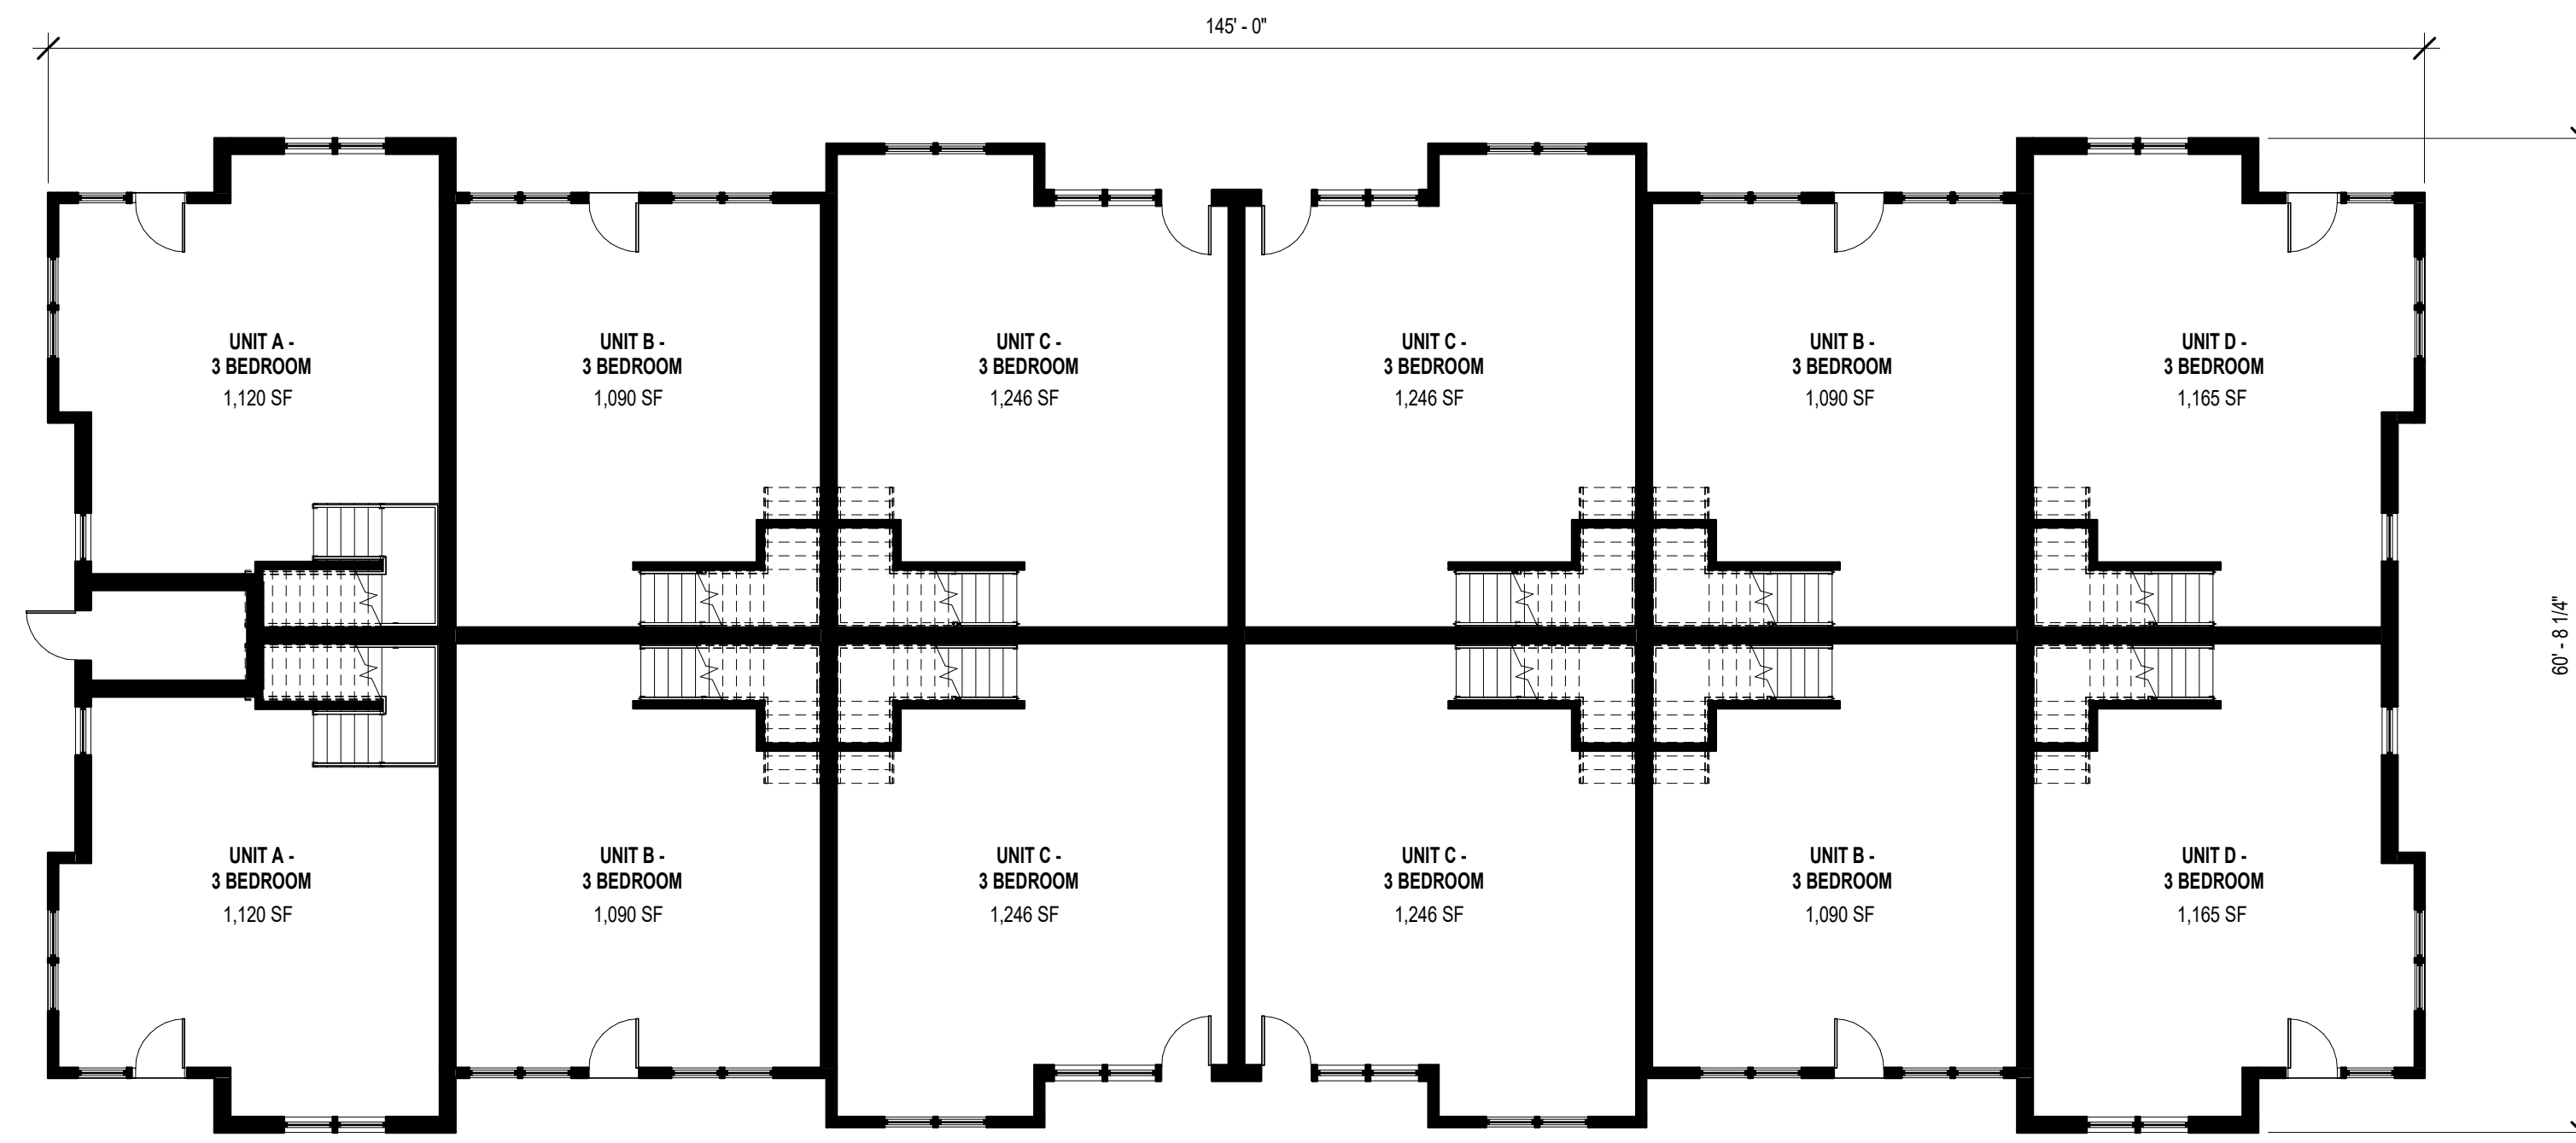 145' - 0"
UNIT A -
3 BEDROOM
1,120 SF
UNIT B -
3 BEDROOM
1,090 SF
UNIT C -
3 BEDROOM
1,246 SF
UNIT C -
3 BEDROOM
1,246 SF
UNIT B -
3 BEDROOM
1,090 SF
UNIT D -
3 BEDROOM
1,165 SF
60' - 8 1/4"
UNIT A -
3 BEDROOM
1,120 SF
UNIT B -
3 BEDROOM
1,090 SF
UNIT C -
3 BEDROOM
1,246 SF
UNIT C -
3 BEDROOM
1,246 SF
UNIT B -
3 BEDROOM
1,090 SF
UNIT D -
3 BEDROOM
1,165 SF